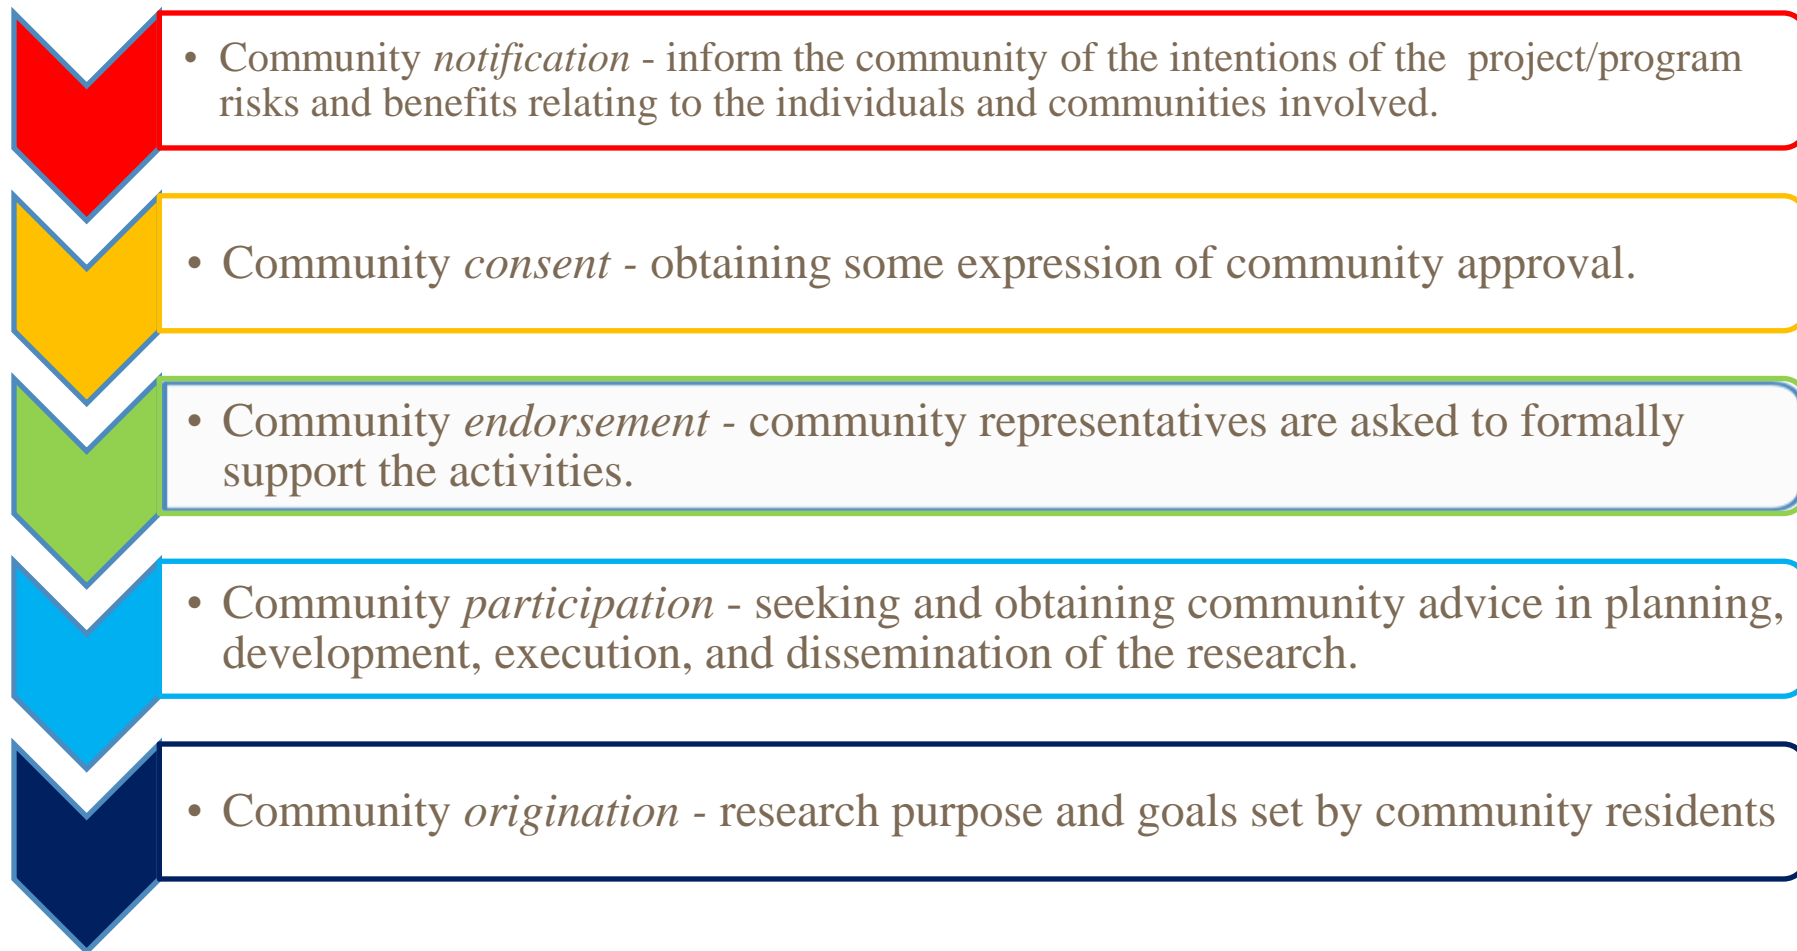 • Community notification - inform the community of the intentions of the  project/program
risks and benefits relating to the individuals and communities involved.
• Community consent - obtaining some expression of community approval.
• Community endorsement - community representatives are asked to formally
support the activities.
• Community participation - seeking and obtaining community advice in planning,
development, execution, and dissemination of the research.
• Community origination - research purpose and goals set by community residents